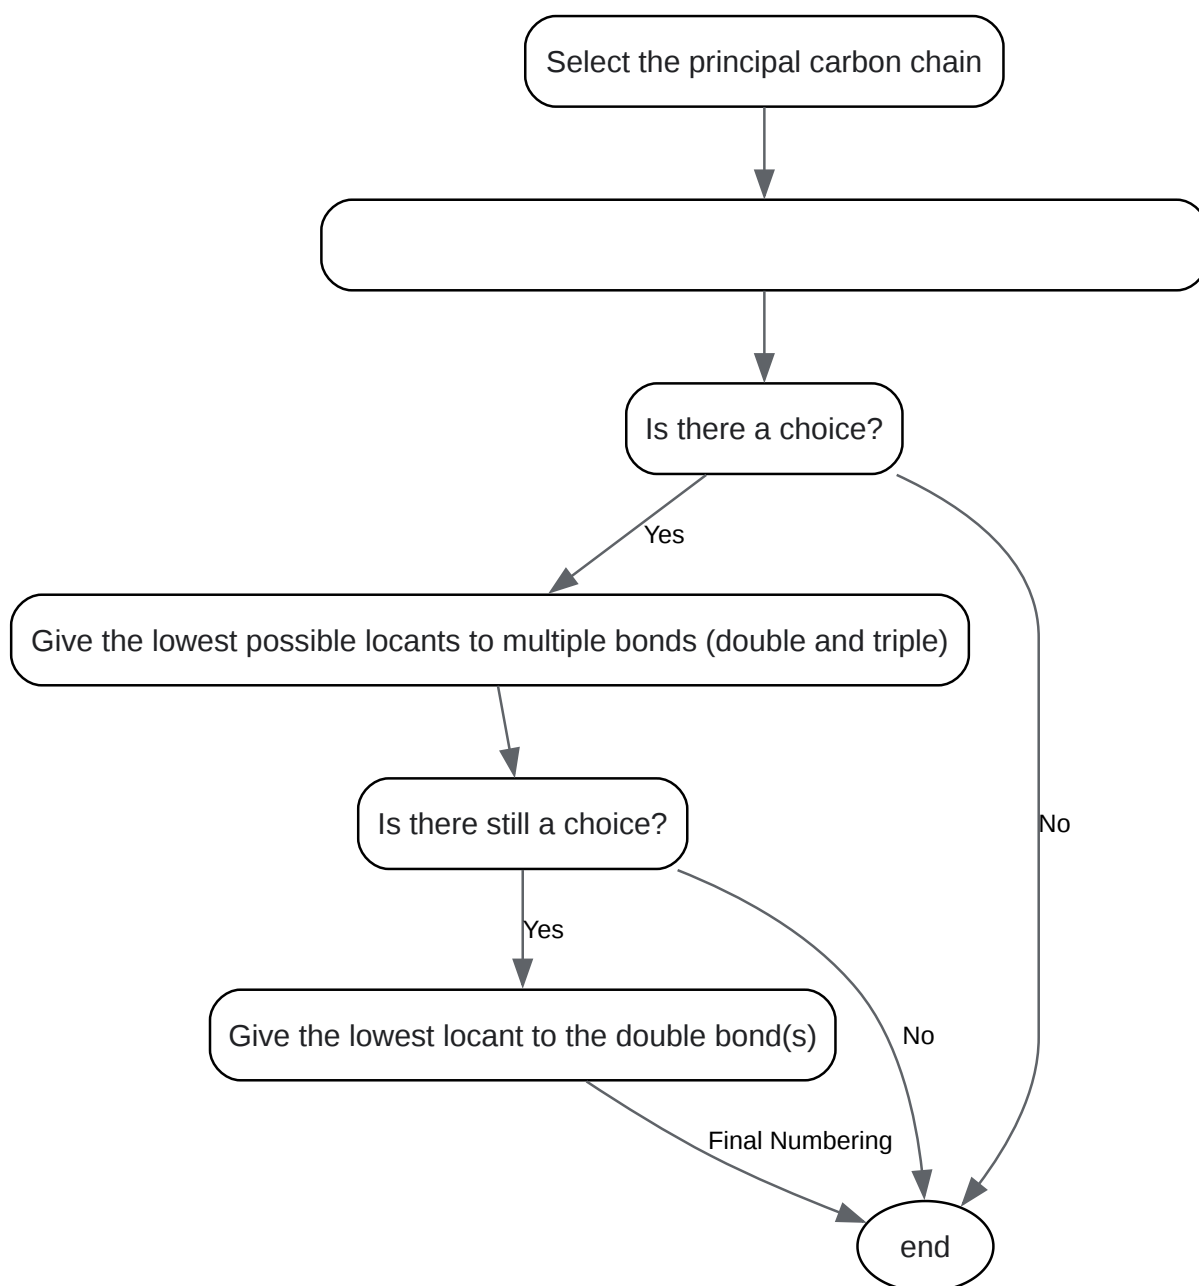 Select the principal carbon chain
Is there a choice?
Yes
Give the lowest possible locants to multiple bonds (double and triple)
Is there still a choice?
No
Yes
Give the lowest locant to the double bond(s)
No
Final Numbering
end